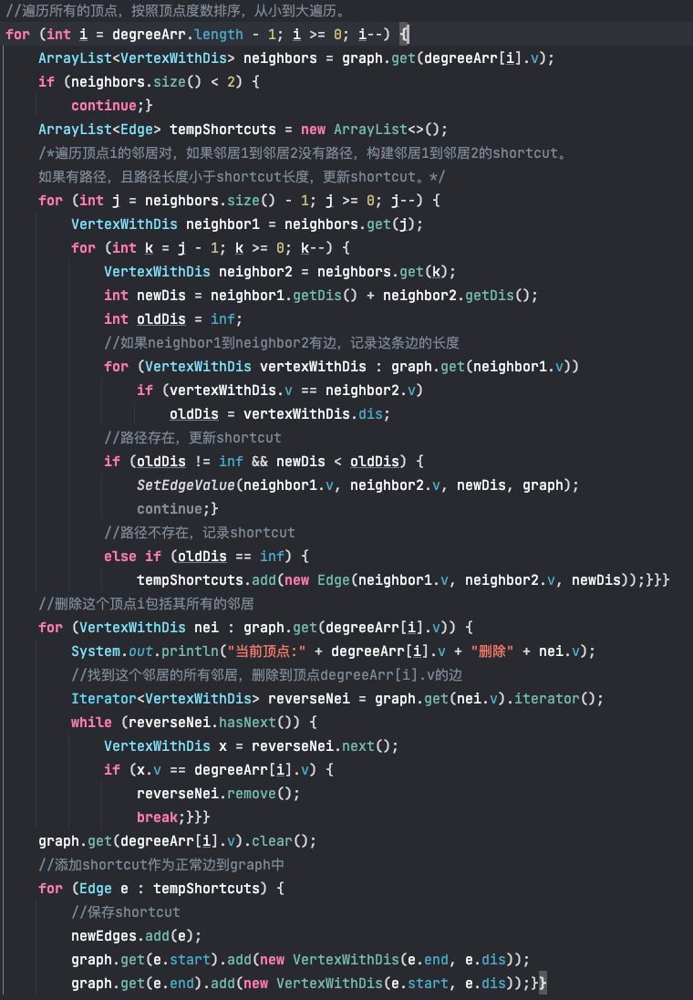 //遍历所有的顶点，按照顶点度数排序，从小到大遍历。
for (int i = degreeArr.length - 1; i >= 0; i--) {
    ArrayList<VertexWithDis> neighbors = graph.get(degreeArr[i].v);
    if (neighbors.size() < 2) {
        continue;}
    ArrayList<Edge> tempShortcuts = new ArrayList<>();
    /*遍历顶点i的邻居对，如果邻居1到邻居2没有路径，构建邻居1到邻居2的shortcut。
    如果有路径，且路径长度小于shortcut长度，更新shortcut。*/
    for (int j = neighbors.size() - 1; j >= 0; j--) {
        VertexWithDis neighbor1 = neighbors.get(j);
        for (int k = j - 1; k >= 0; k--) {
            VertexWithDis neighbor2 = neighbors.get(k);
            int newDis = neighbor1.getDis() + neighbor2.getDis();
            int oldDis = inf;
            //如果neighbor1到neighbor2有边，记录这条边的长度
            for (VertexWithDis vertexWithDis : graph.get(neighbor1.v))
                if (vertexWithDis.v == neighbor2.v)
                    oldDis = vertexWithDis.dis;
            //路径存在，更新shortcut
            if (oldDis != inf && newDis < oldDis) {
                SetEdgeValue(neighbor1.v, neighbor2.v, newDis, graph);
                continue;}
            //路径不存在，记录shortcut
            else if (oldDis == inf) {
                tempShortcuts.add(new Edge(neighbor1.v, neighbor2.v, newDis));}}}
    //删除这个顶点i包括其所有的邻居
    for (VertexWithDis nei : graph.get(degreeArr[i].v)) {
        System.out.println("当前顶点:" + degreeArr[i].v + "删除" + nei.v);
        //找到这个邻居的所有邻居，删除到顶点degreeArr[i].v的边
        Iterator<VertexWithDis> reverseNei = graph.get(nei.v).iterator();
        while (reverseNei.hasNext()) {
            VertexWithDis x = reverseNei.next();
            if (x.v == degreeArr[i].v) {
                reverseNei.remove();
                break;}}}
    graph.get(degreeArr[i].v).clear();
    //添加shortcut作为正常边到graph中
    for (Edge e : tempShortcuts) {
        //保存shortcut
        newEdges.add(e);
        graph.get(e.start).add(new VertexWithDis(e.end, e.dis));
        graph.get(e.end).add(new VertexWithDis(e.start, e.dis));}}